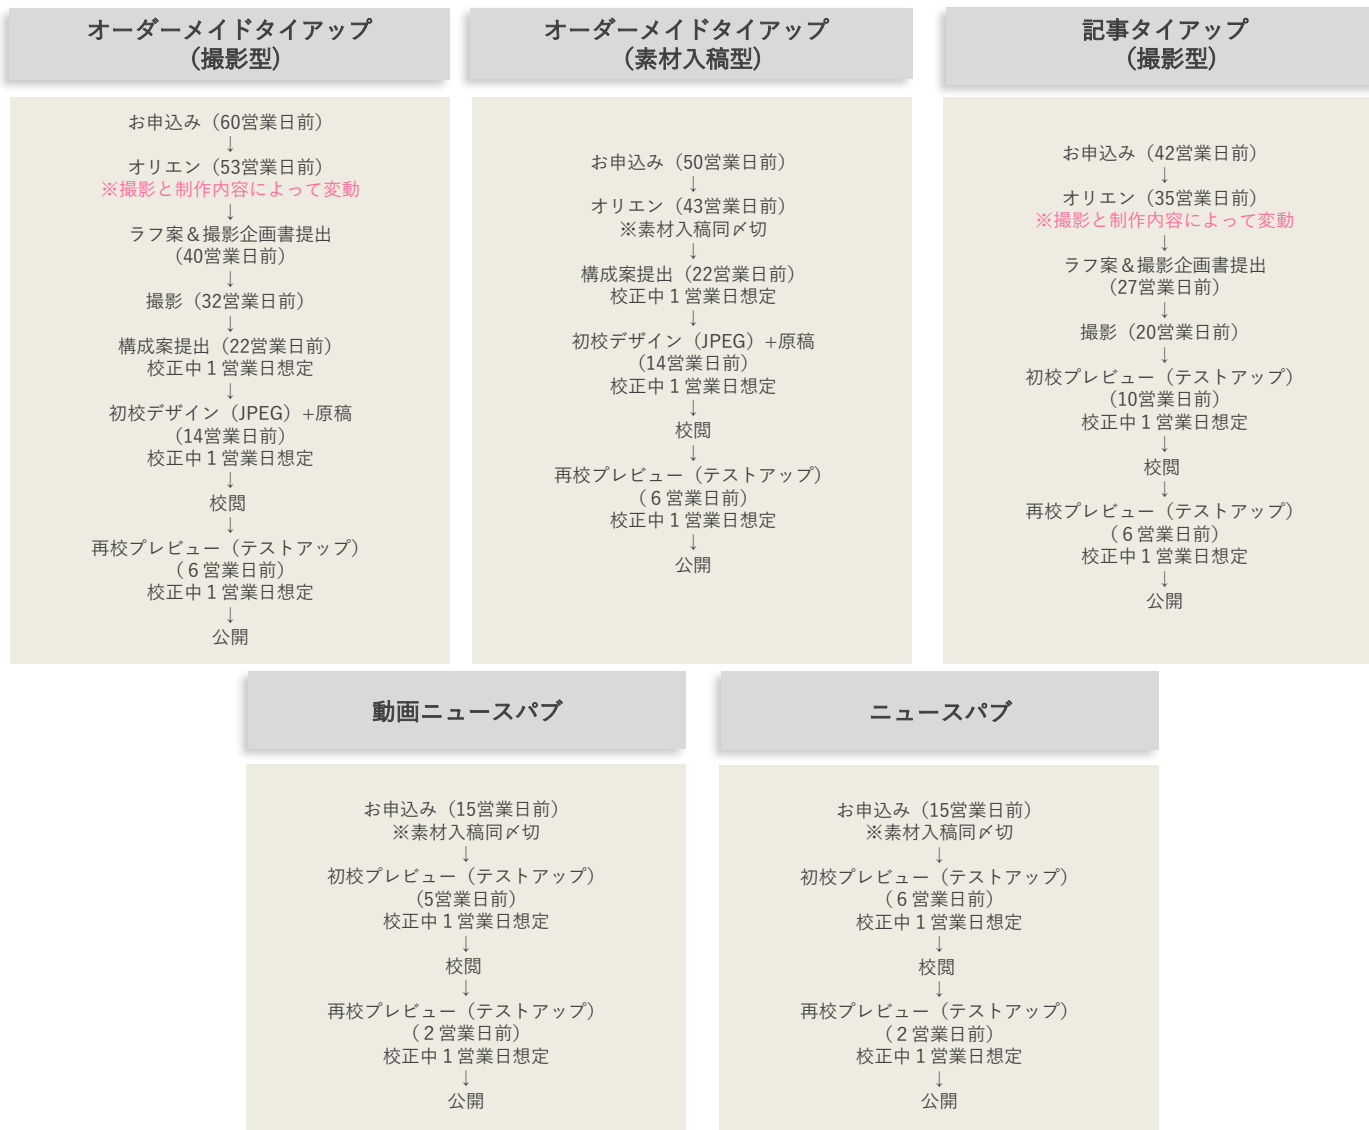 オーダーメイドタイアップ
(撮影型)
お申込み（60営業日前）
↓
オリエン（53営業日前）
※撮影と制作内容によって変動
↓
ラフ案＆撮影企画書提出
（40営業日前）
↓
撮影（32営業日前）
↓
構成案提出（22営業日前）
校正中１営業日想定
↓
初校デザイン（JPEG）+原稿
（14営業日前）
校正中１営業日想定
↓
校閲
↓
再校プレビュー（テストアップ）
（６営業日前）
校正中１営業日想定
↓
公開
オーダーメイドタイアップ
(素材入稿型)
お申込み（50営業日前）
↓
オリエン（43営業日前）
※素材入稿同〆切
↓
構成案提出（22営業日前）
校正中１営業日想定
↓
初校デザイン（JPEG）+原稿
（14営業日前）
校正中１営業日想定
↓
校閲
↓
再校プレビュー（テストアップ）
（６営業日前）
校正中１営業日想定
↓
公開
記事タイアップ
(撮影型)
お申込み（42営業日前）
↓
オリエン（35営業日前）
※撮影と制作内容によって変動
↓
ラフ案＆撮影企画書提出
（27営業日前）
↓
撮影（20営業日前）
↓
初校プレビュー（テストアップ）
（10営業日前）
校正中１営業日想定
↓
校閲
↓
再校プレビュー（テストアップ）
（６営業日前）
校正中１営業日想定
↓
公開
動画ニュースパブ
お申込み（15営業日前）
※素材入稿同〆切
↓
初校プレビュー（テストアップ）
（5営業日前）
校正中１営業日想定
↓
校閲
↓
再校プレビュー（テストアップ）
（２営業日前）
校正中１営業日想定
↓
公開
ニュースパブ
お申込み（15営業日前）
※素材入稿同〆切
↓
初校プレビュー（テストアップ）
（６営業日前）
校正中１営業日想定
↓
校閲
↓
再校プレビュー（テストアップ）
（２営業日前）
校正中１営業日想定
↓
公開